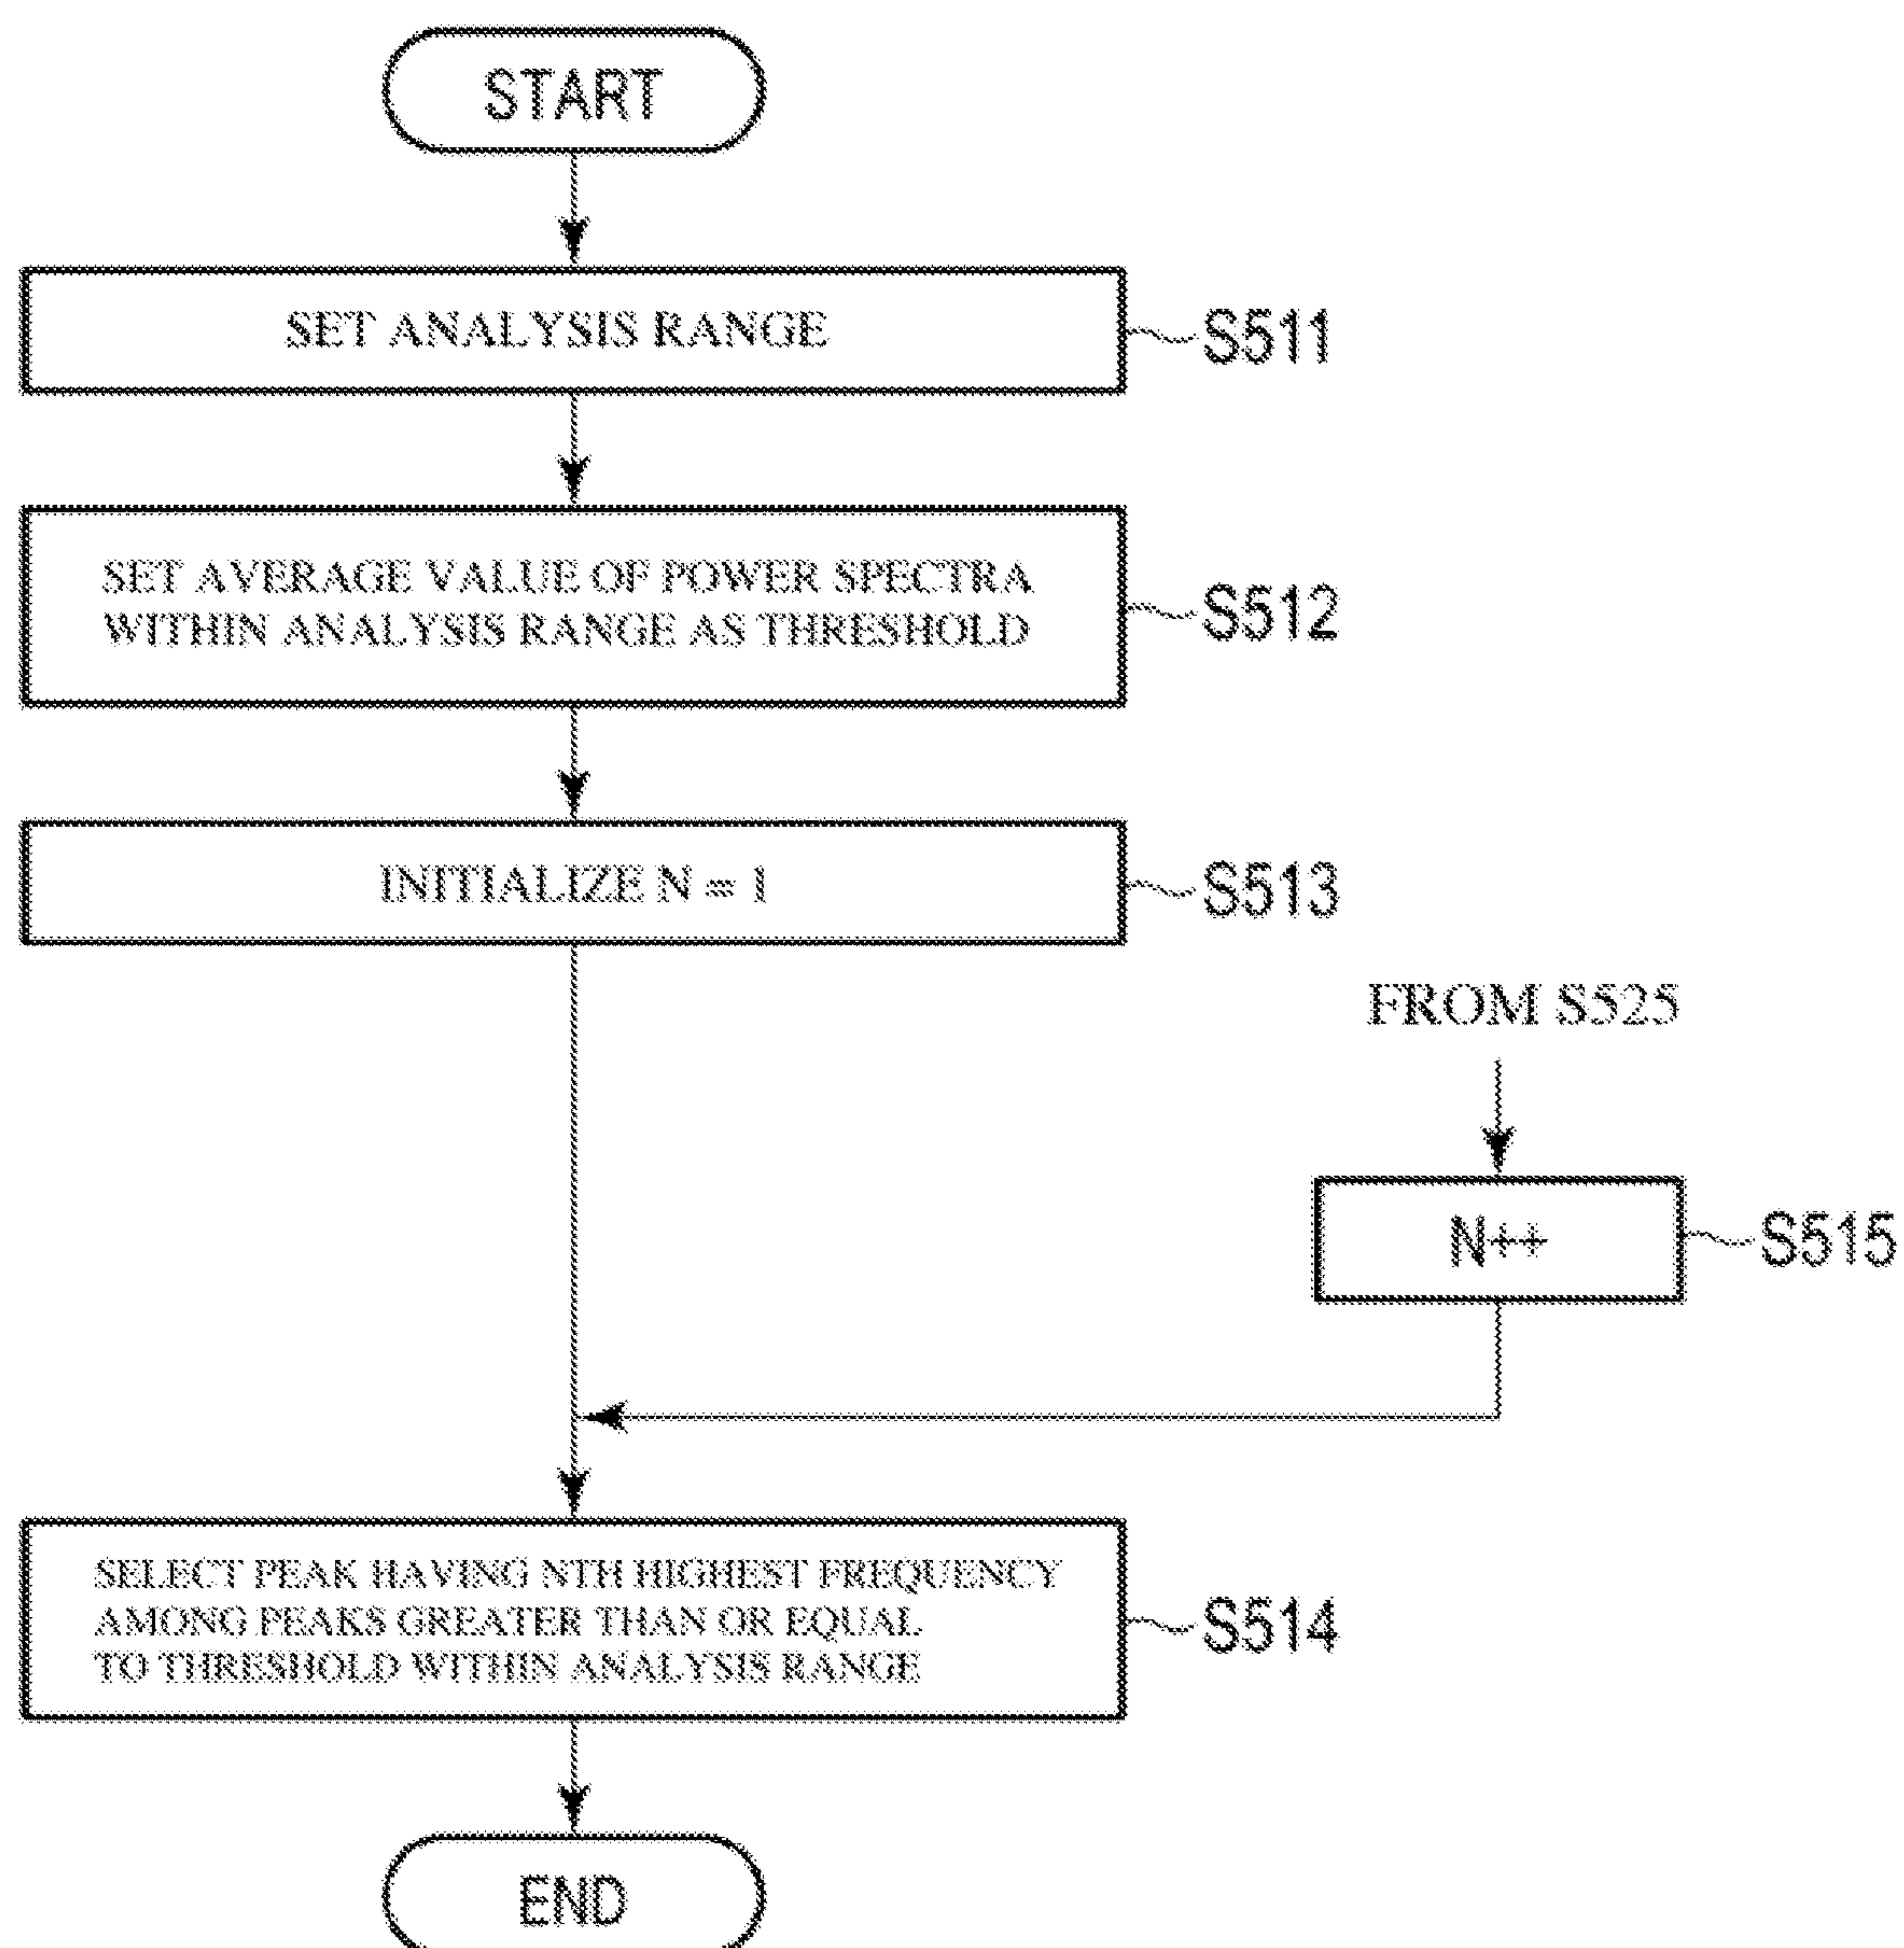 START
SET ANALYSIS RANGE
S511
SET AVERAGE VALUE OF POWER SPECTRA
WITHIN ANALYSIS RANGE AS THRESHOLD
S512
INITIALIZE N = 1
S513
FROM S525
N++
S515
SELECT PEAK HAVING NTH HIGHEST FREQUENCY
AMONG PEAKS GREATER THAN OR EQUAL
TO THRESHOLD WITHIN ANALYSIS RANGE
S514
END